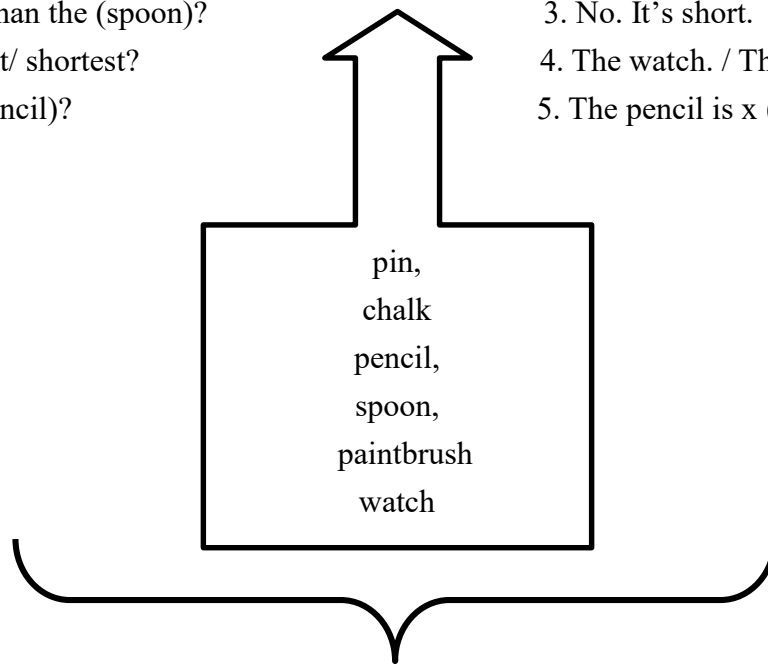 han the (spoon)?
t/ shortest?
ncil)?
3. No. It’s short.
4. The watch. / Th
5. The pencil is x (
pin,
chalk
pencil,
spoon,
paintbrush
watch